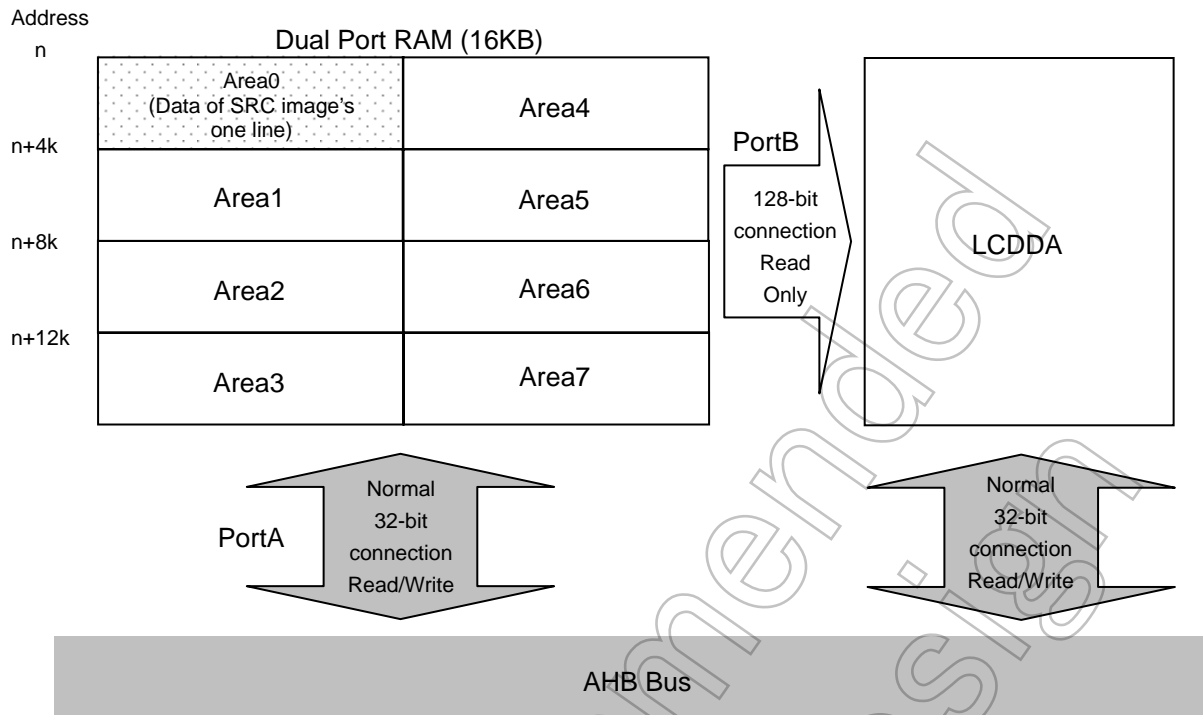 Address
n
Dual Port RAM (16KB)
Area0
(Data of SRC image's
one line)
Area4
n+4k
Area1
Area5
n+8k
Area2
Area6
n+12k
Area3
Area7
PortB
128-bit
connection
Read
Only
LCDDA
PortA
Normal
32-bit
connection
Read/Write
Normal
32-bit
connection
Read/Write
AHB Bus
mmended
esign